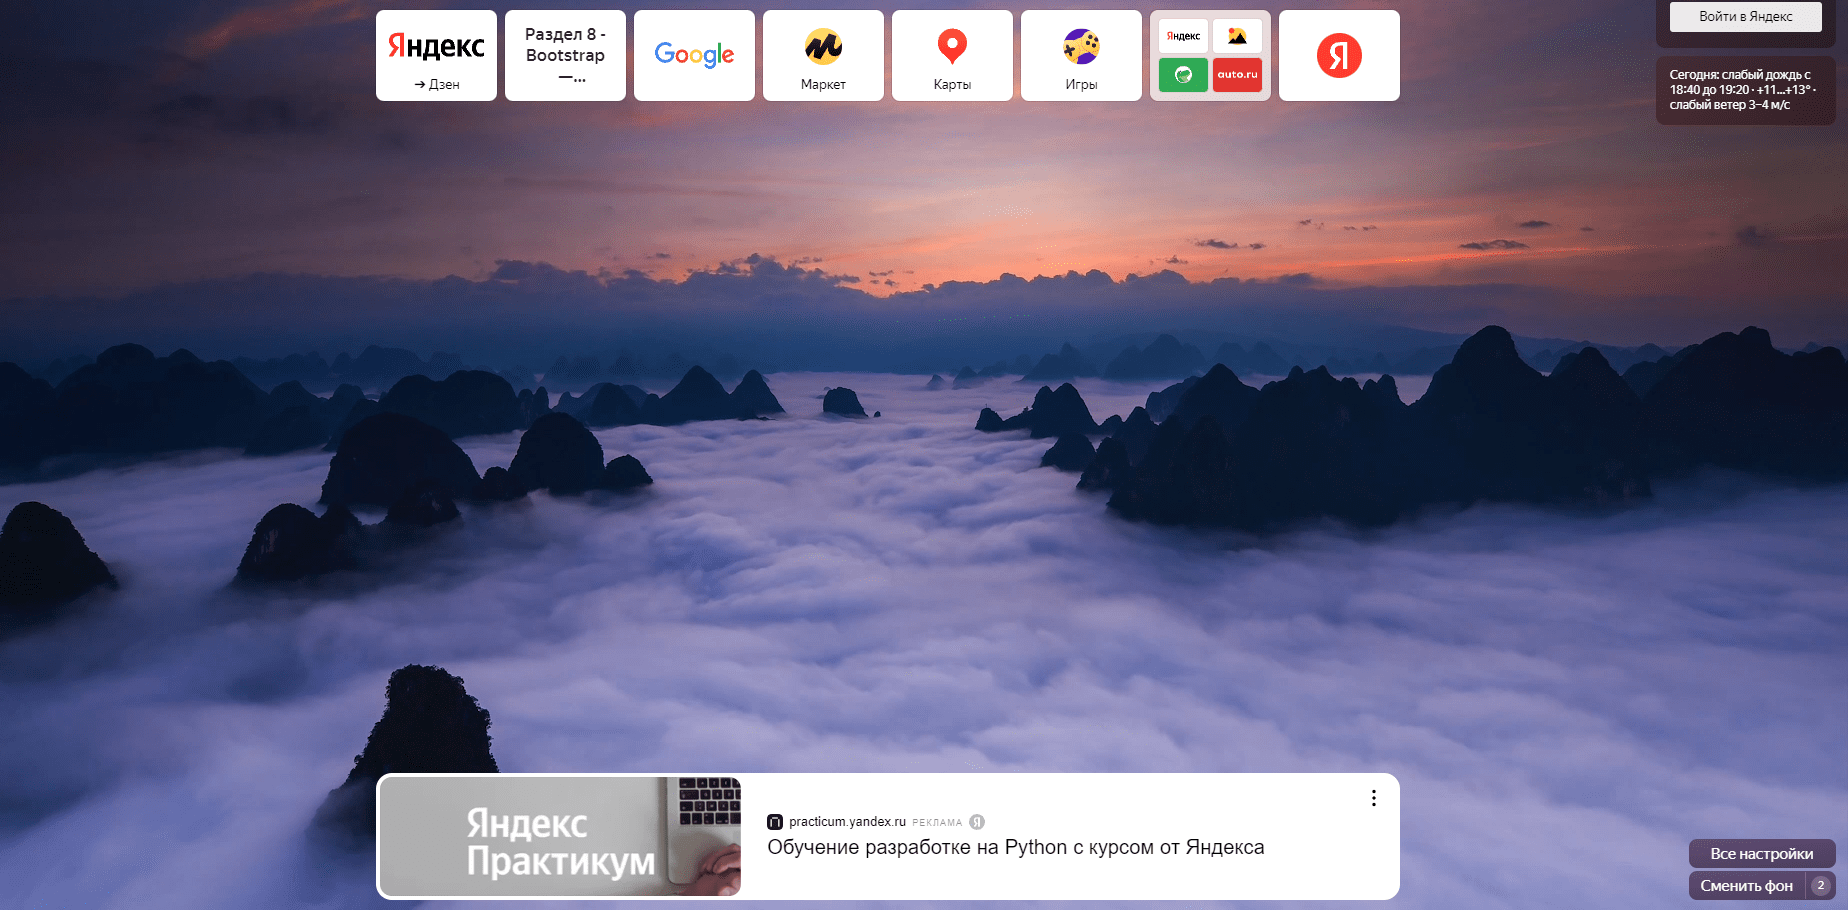 Яндекс
→ Дзен
Раздел 8 -
Bootstrap
—...
Google
Маркет
Карты
Игры
Яндекс
auto.ru
Я
Войти в Яндекс
Сегодня: слабый дождь с
18:40 до 19:20 · +11...+13° ·
слабый ветер 3–4 м/с
Яндекс
Практикум
practicum.yandex.ru РЕКЛАМА Я
Обучение разработке на Python с курсом от Яндекса
Все настройки
Сменить фон 2